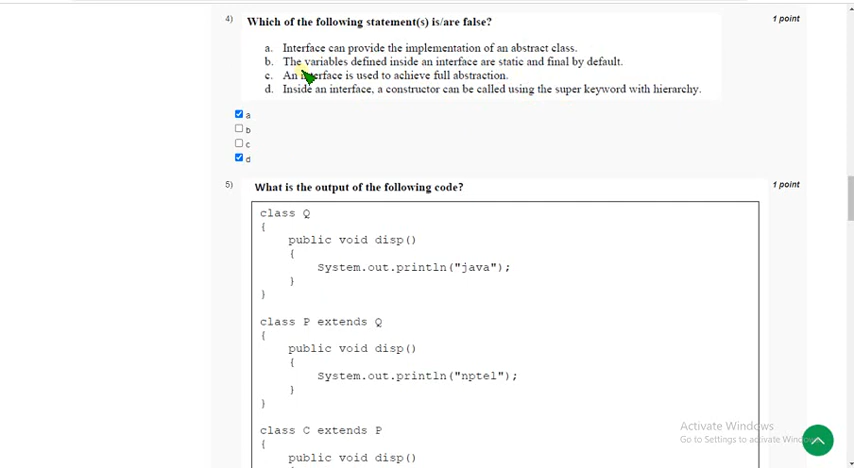 4) Which of the following statement(s) is/are false? 1 point
a. Interface can provide the implementation of an abstract class.
b. The variables defined inside an interface are static and final by default.
c. An interface is used to achieve full abstraction.
d. Inside an interface, a constructor can be called using the super keyword with hierarchy.
a
b
c
d
5) What is the output of the following code? 1 point
class Q
{
public void disp()
{
System.out.println("java");
}
}
class P extends Q
{
public void disp()
{
System.out.println("nptel");
}
}
class C extends P
{
public void disp()
Activate Windows
Go to Settings to activate Windows